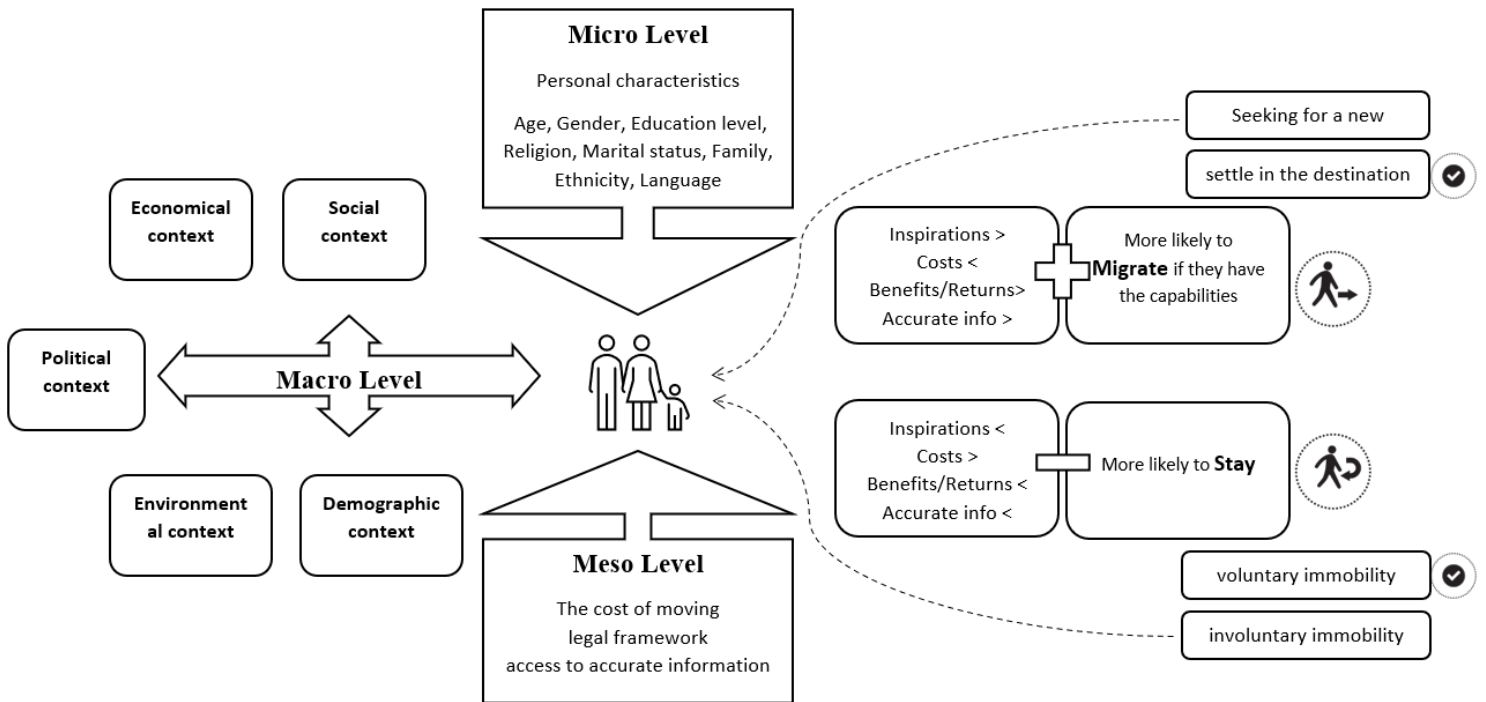 Micro Level
Personal characteristics
Age, Gender, Education level,
Religion, Marital status, Family,
Ethnicity, Language
Economical
context
Social
context
Political
context
Macro Level
Environment
al context
Demographic
context
Meso Level
The cost of moving
legal framework
access to accurate information
Seeking for a new
settle in the destination
Inspirations >
Costs <
Benefits/Returns>
Accurate info >
More likely to
Migrate if they have
the capabilities
Inspirations <
Costs >
Benefits/Returns <
Accurate info <
More likely to Stay
voluntary immobility
involuntary immobility